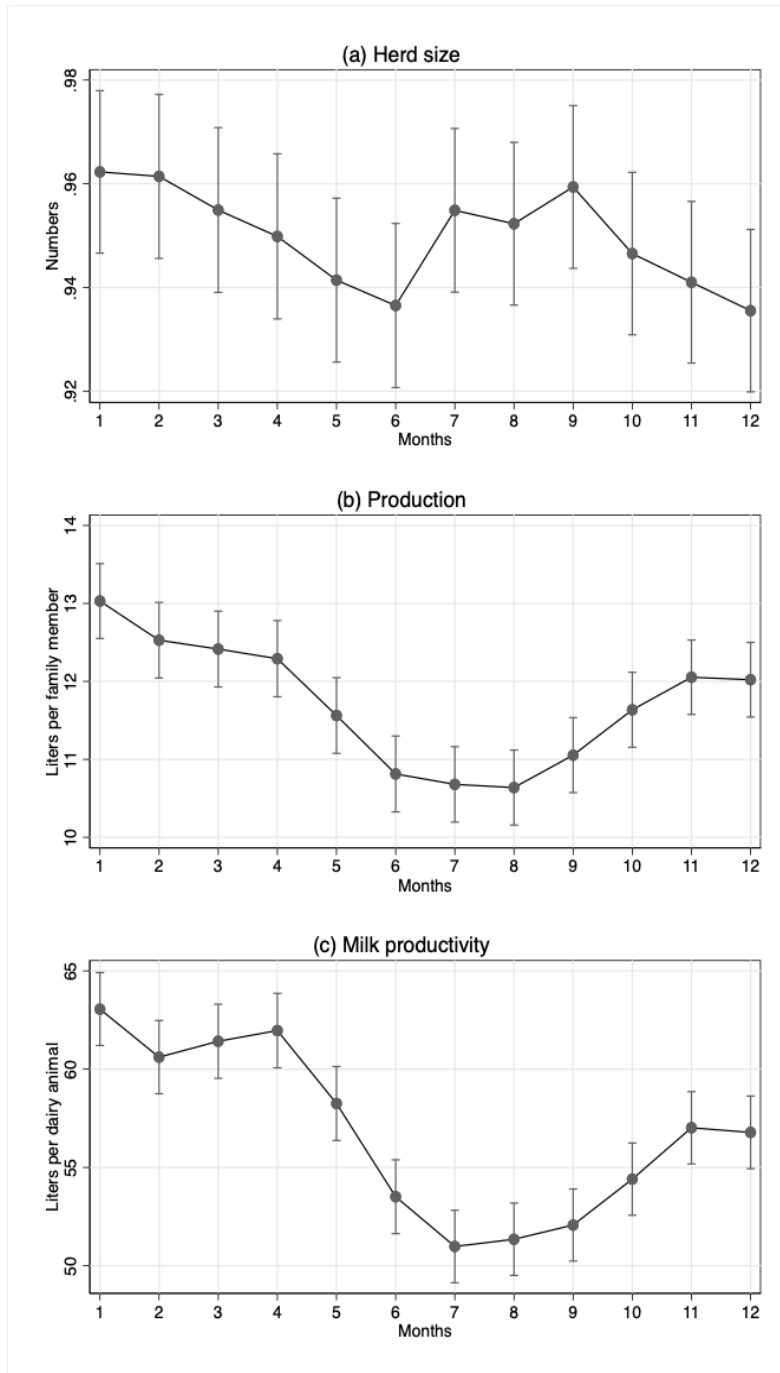 (a) Herd size
Numbers
.98
.96
.94
.92
1 2 3 4 5 6 7 8 9 10 11 12
Months
(b) Production
Liters per family member
14
13
12
11
10
1 2 3 4 5 6 7 8 9 10 11 12
Months
(c) Milk productivity
Liters per dairy animal
65
60
55
50
1 2 3 4 5 6 7 8 9 10 11 12
Months